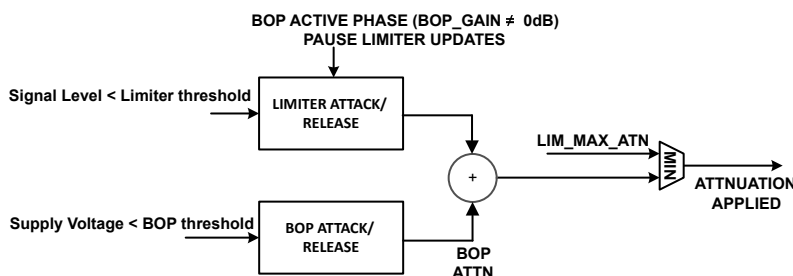 BOP ACTIVE PHASE (BOP_GAIN ≠ 0dB)
PAUSE LIMITER UPDATES
Signal Level < Limiter threshold
LIMITER ATTACK/
RELEASE
LIM_MAX_ATN
MIN
+
ATTNUATION
APPLIED
Supply Voltage < BOP threshold
BOP ATTACK/
RELEASE
BOP
ATTN